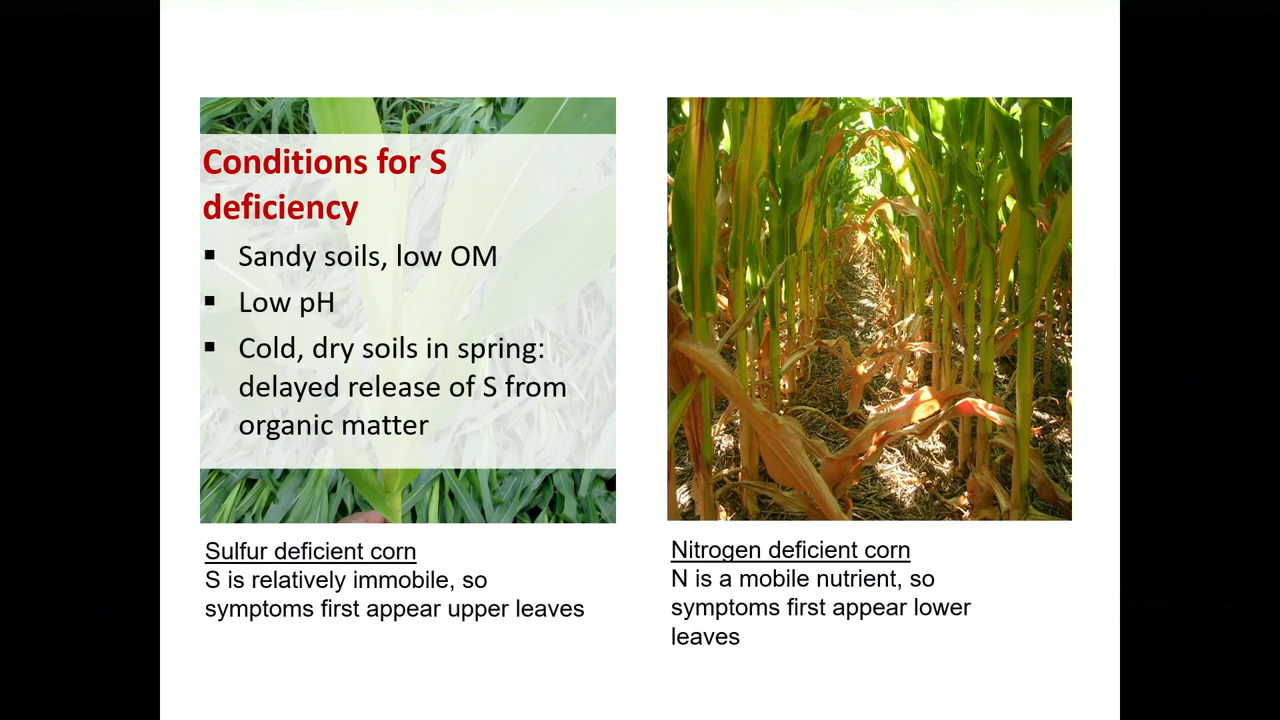 Conditions for S
deficiency
▪ Sandy soils, low OM
▪ Low pH
▪ Cold, dry soils in spring:
delayed release of S from
organic matter
Sulfur deficient corn
S is relatively immobile, so
symptoms first appear upper leaves
Nitrogen deficient corn
N is a mobile nutrient, so
symptoms first appear lower
leaves